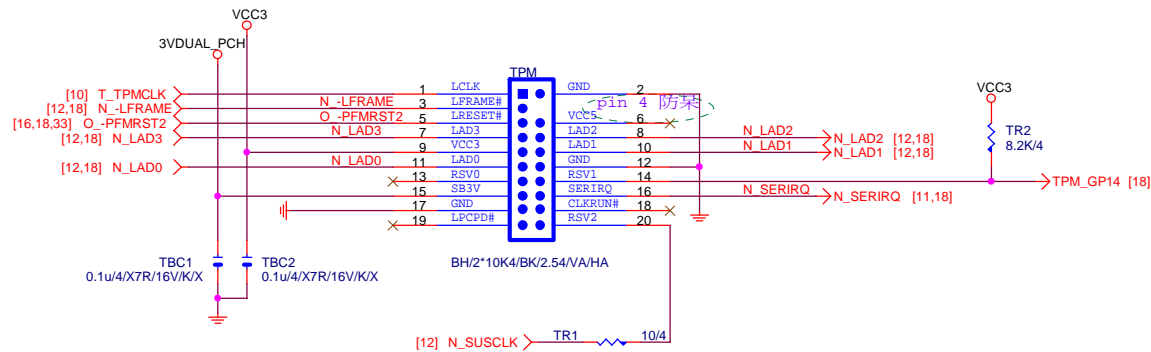 VCC3
3VDUAL_PCH
TPM
[10] T_TPMCLK 1 LCLK GND 2
[12,18] N_-LFRAME N_-LFRAME 3 LFRAME# pin 4 防呆
[16,18,33] O_-PFMRST2 O_-PFMRST2 5 LRESET# VCC5 6
[12,18] N_LAD3 N_LAD3 7 LAD3 LAD2 8 N_LAD2 N_LAD2 [12,18]
9 VCC3 LAD1 10 N_LAD1 N_LAD1 [12,18]
[12,18] N_LAD0 N_LAD0 11 LAD0 GND 12
13 RSV0 RSV1 14 TPM_GP14 [18]
15 SB3V SERIRQ 16 N_SERIRQ N_SERIRQ [11,18]
17 GND CLKRUN# 18
19 LPCPD# RSV2 20
VCC3
TR2
8.2K/4
BH/2*10K4/BK/2.54/VA/HA
TBC1
0.1u/4/X7R/16V/K/X
TBC2
0.1u/4/X7R/16V/K/X
[12] N_SUSCLK TR1 10/4